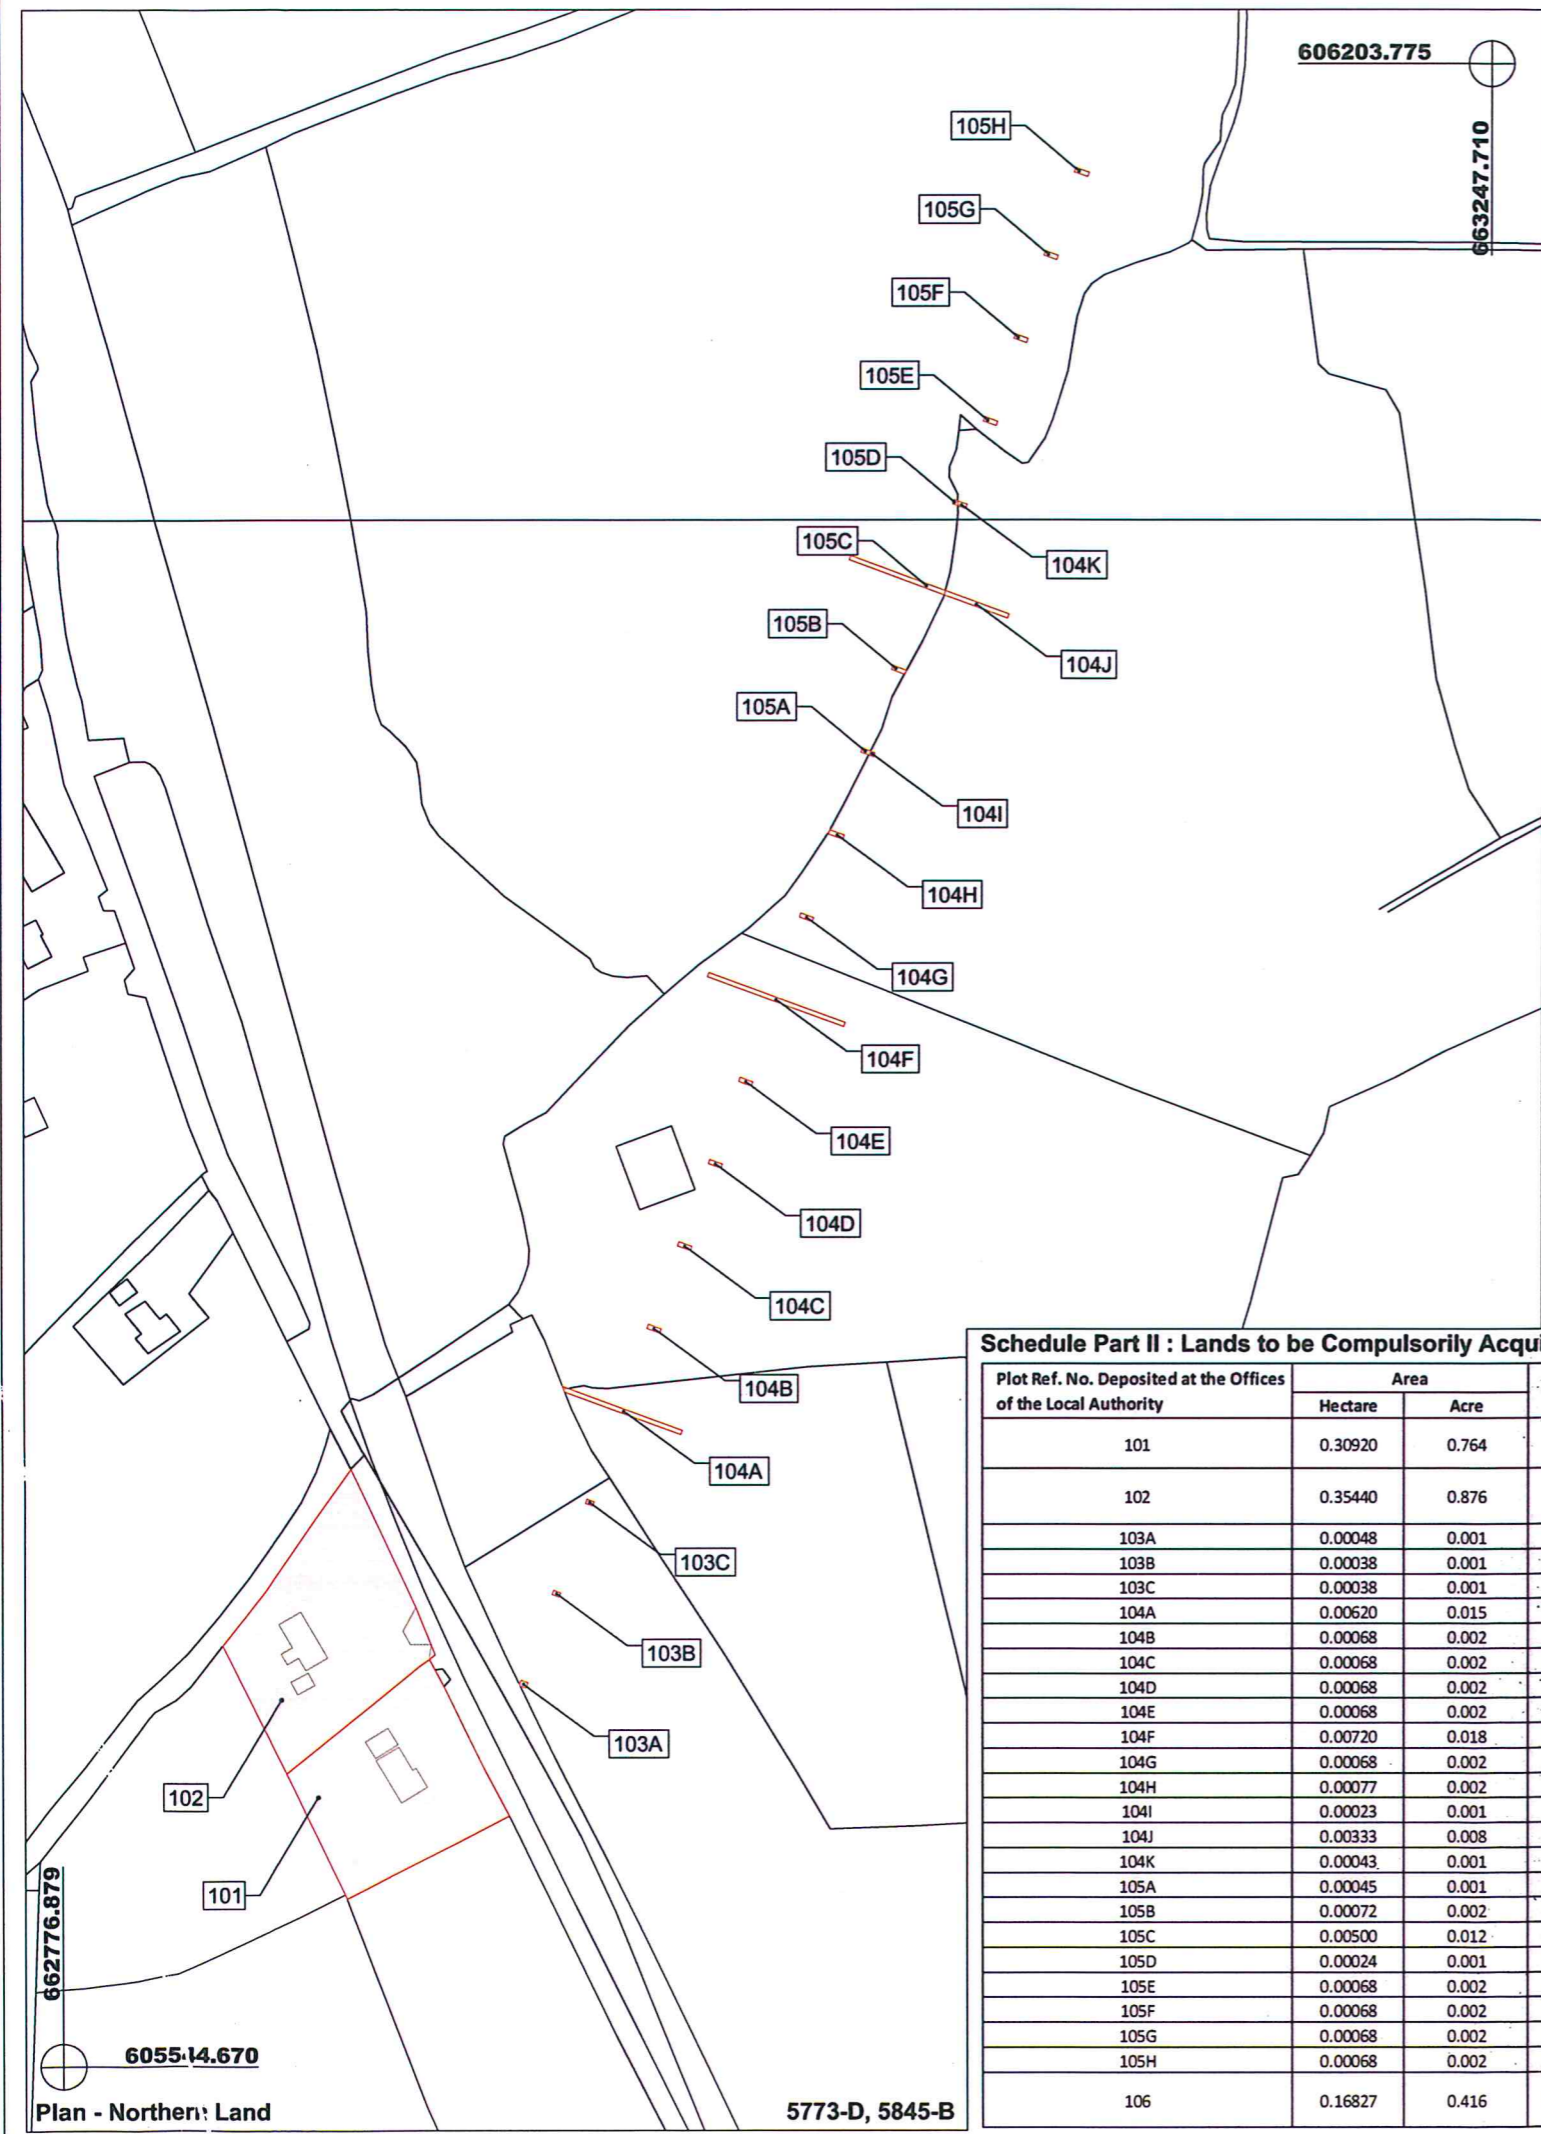 606203.775
663247.710
105H
105G
105F
105E
105D
104K
105C
104J
105B
105A
104I
104H
104G
104F
104E
104D
104C
104B
104A
103C
103B
103A
102
101
662776.879
Plan - Northern Land
5773-D, 5845-B
Schedule Part II : Lands to be Compulsorily Acqui
Plot Ref. No. Deposited at the Offices of the Local Authority
Area
Hectare Acre
101 0.30920 0.764
102 0.35440 0.876
103A 0.00048 0.001
103B 0.00038 0.001
103C 0.00038 0.001
104A 0.00620 0.015
104B 0.00068 0.002
104C 0.00068 0.002
104D 0.00068 0.002
104E 0.00068 0.002
104F 0.00720 0.018
104G 0.00068 0.002
104H 0.00077 0.002
104I 0.00023 0.001
104J 0.00333 0.008
104K 0.00043 0.001
105A 0.00045 0.001
105B 0.00072 0.002
105C 0.00500 0.012
105D 0.00024 0.001
105E 0.00068 0.002
105F 0.00068 0.002
105G 0.00068 0.002
105H 0.00068 0.002
106 0.16827 0.416